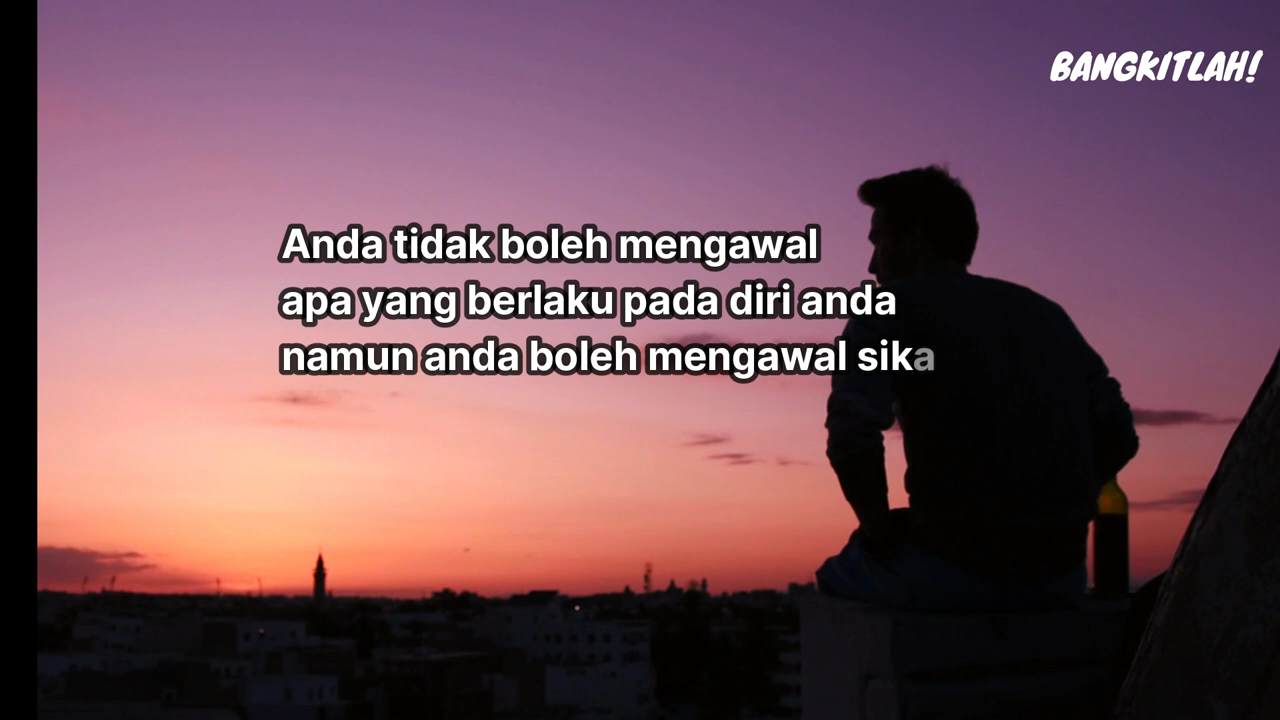 BANGKITLAH!
Anda tidak boleh mengawal
apa yang berlaku pada diri anda
namun anda boleh mengawal sika